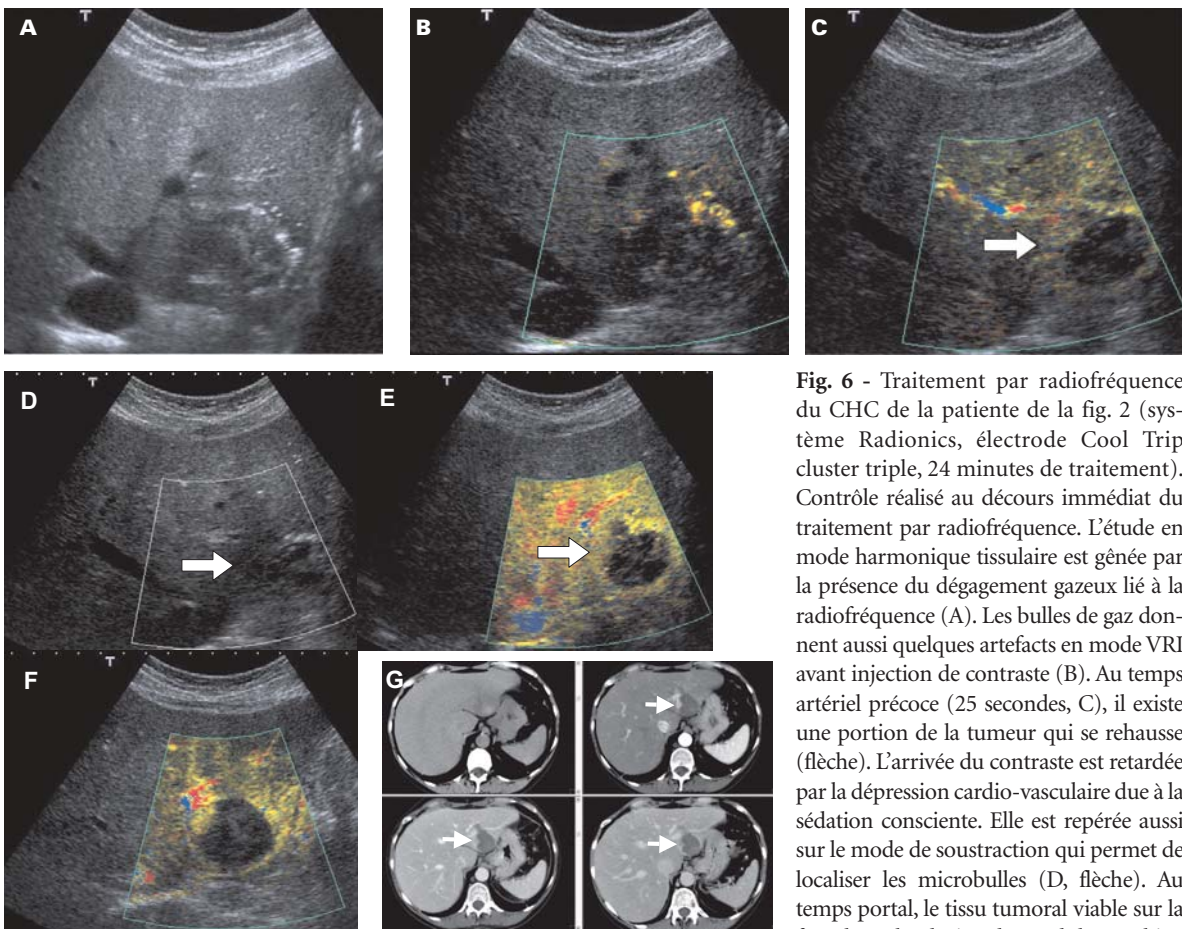 A
B
C
D
E
F
G
Fig. 6 - Traitement par radiofréquence
du CHC de la patiente de la fig. 2 (sys-
tème Radionics, électrode Cool Trip
cluster triple, 24 minutes de traitement).
Contrôle réalisé au décours immédiat du
traitement par radiofréquence. L'étude en
mode harmonique tissulaire est gênée par
la présence du dégagement gazeux lié à la
radiofréquence (A). Les bulles de gaz don-
nent aussi quelques artefacts en mode VRI
avant injection de contraste (B). Au temps
artériel précoce (25 secondes, C), il existe
une portion de la tumeur qui se rehausse
(flèche). L'arrivée du contraste est retardée
par la dépression cardio-vasculaire due à la
sédation consciente. Elle est repérée aussi
sur le mode de soustraction qui permet de
localiser les microbulles (D, flèche). Au
temps portal, le tissu tumoral viable sur la